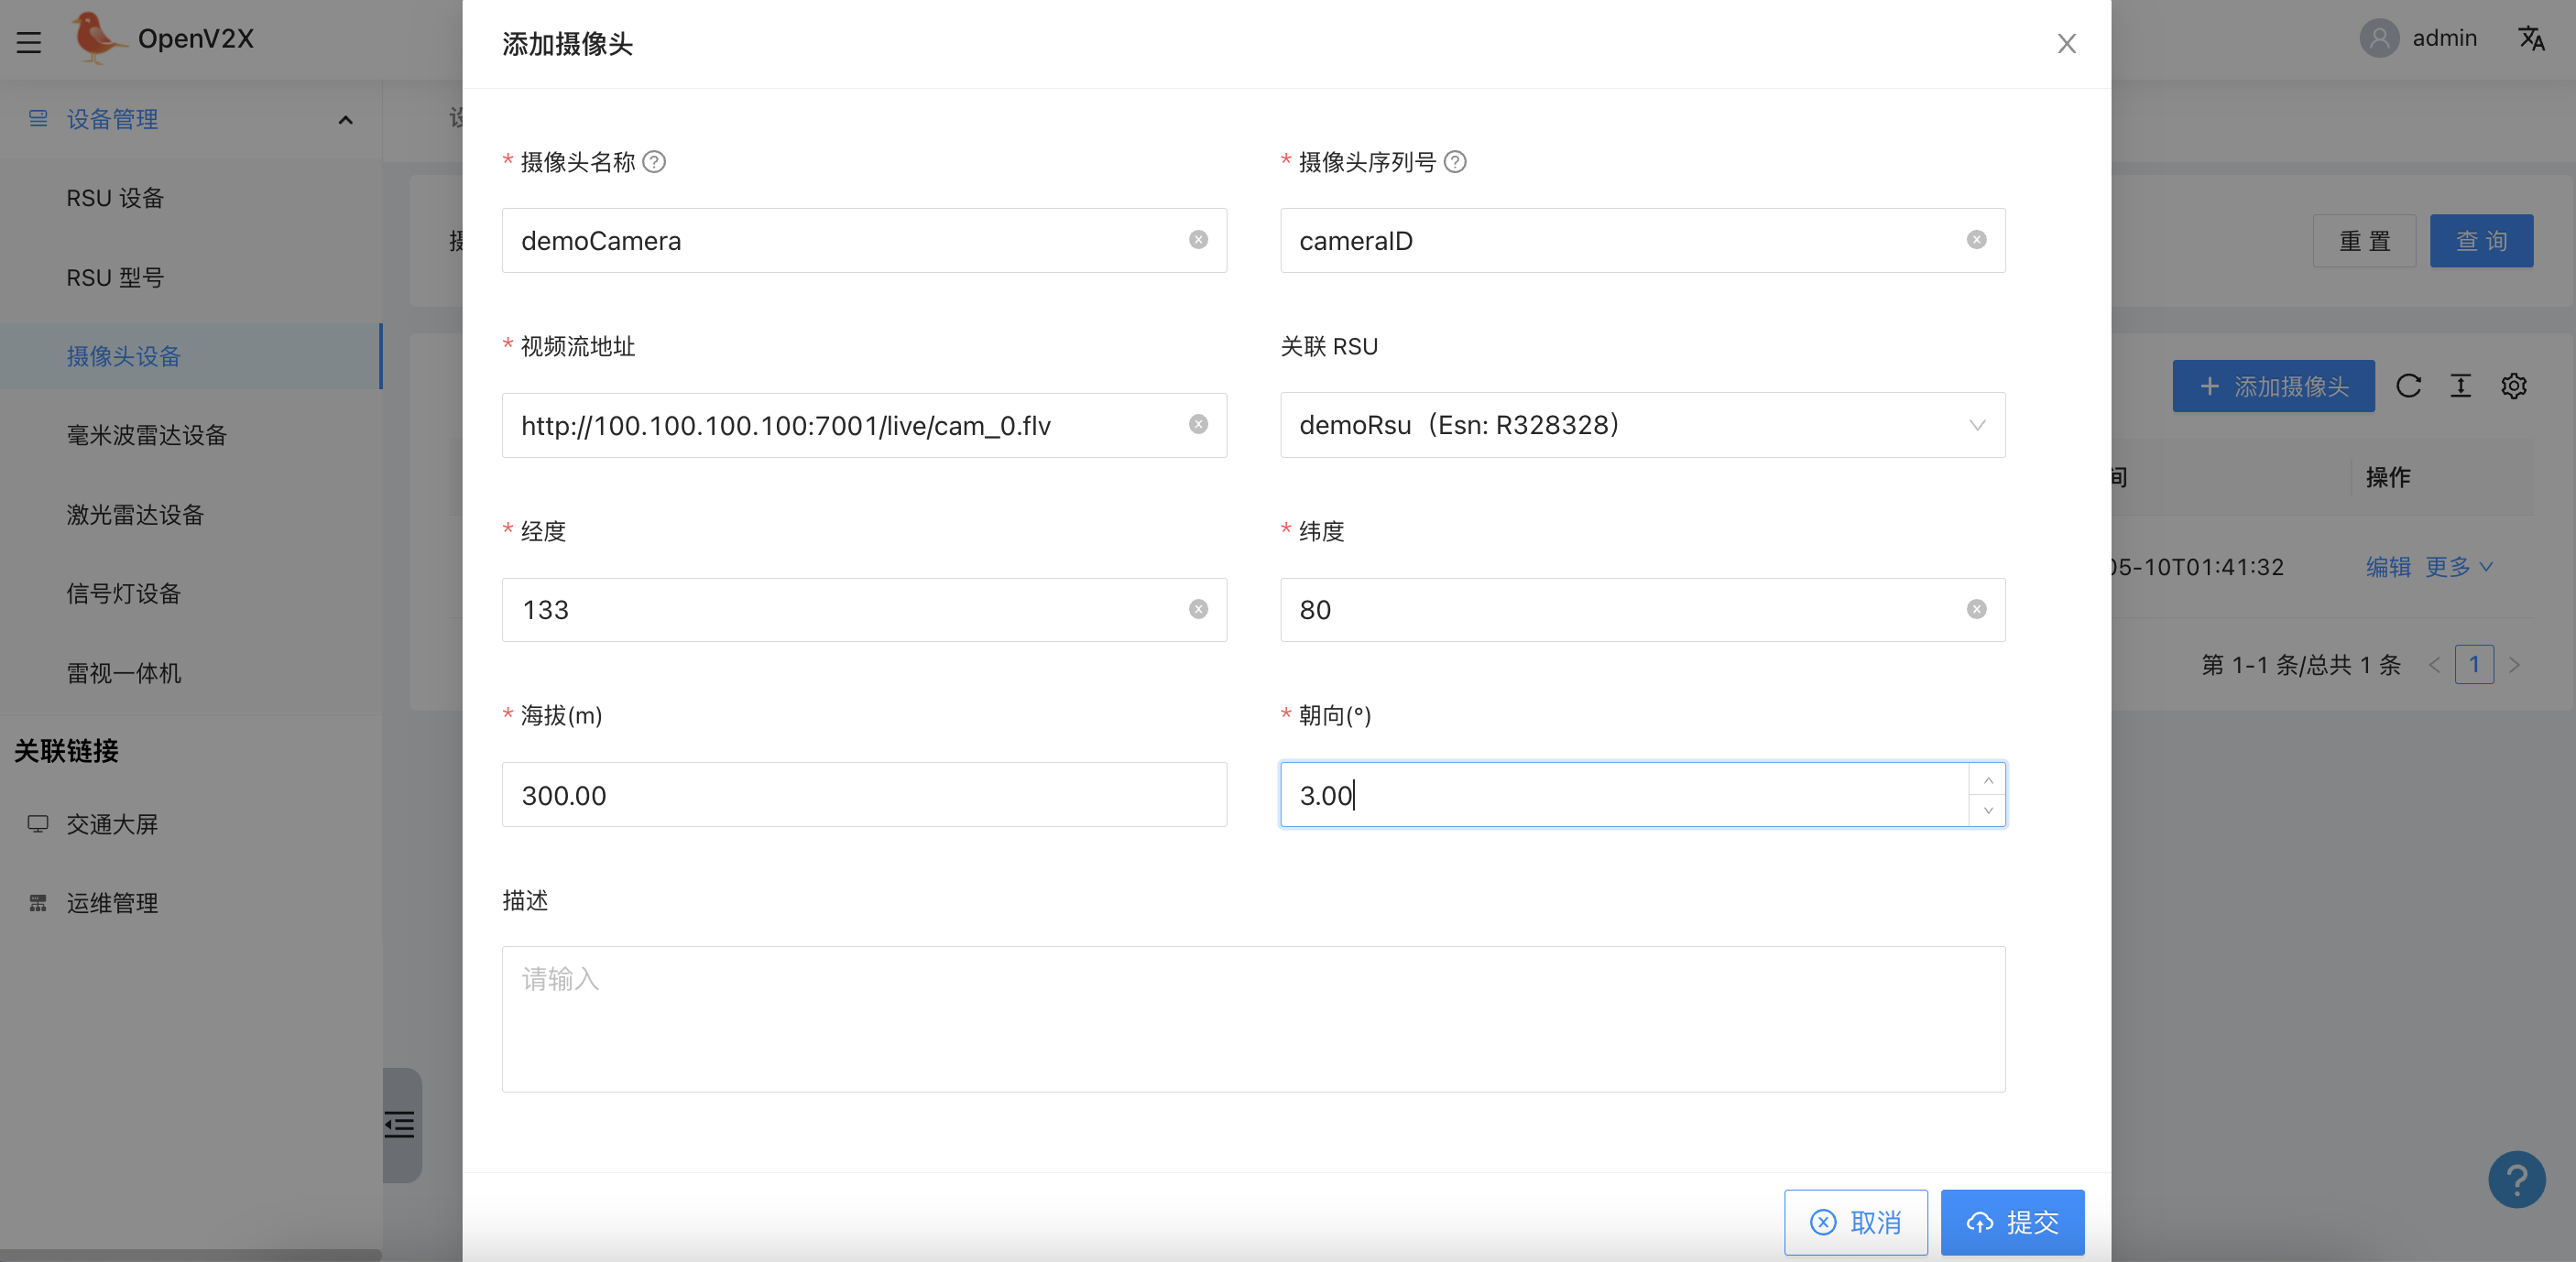 OpenV2X
admin
设备管理
RSU 设备
RSU 型号
摄像头设备
毫米波雷达设备
激光雷达设备
信号灯设备
雷视一体机
关联链接
交通大屏
运维管理
添加摄像头
* 摄像头名称
* 摄像头序列号
demoCamera
cameraID
* 视频流地址
关联 RSU
http://100.100.100.100:7001/live/cam_0.flv
demoRsu（Esn: R328328）
* 经度
* 纬度
133
80
* 海拔(m)
* 朝向(°)
300.00
3.00
描述
请输入
取消
提交
重 置
查 询
添加摄像头
间
操作
05-10T01:41:32
编辑 更多
第 1-1 条/总共 1 条
1